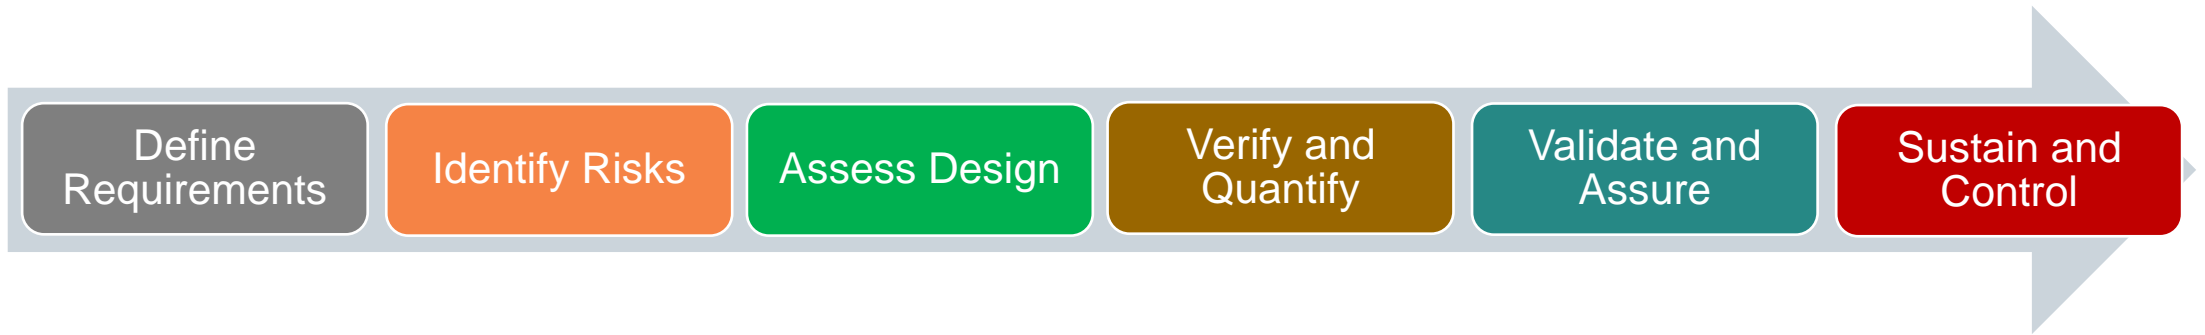 Define
Requirements
Identify Risks
Assess Design
Verify and
Quantify
Validate and
Assure
Sustain and
Control